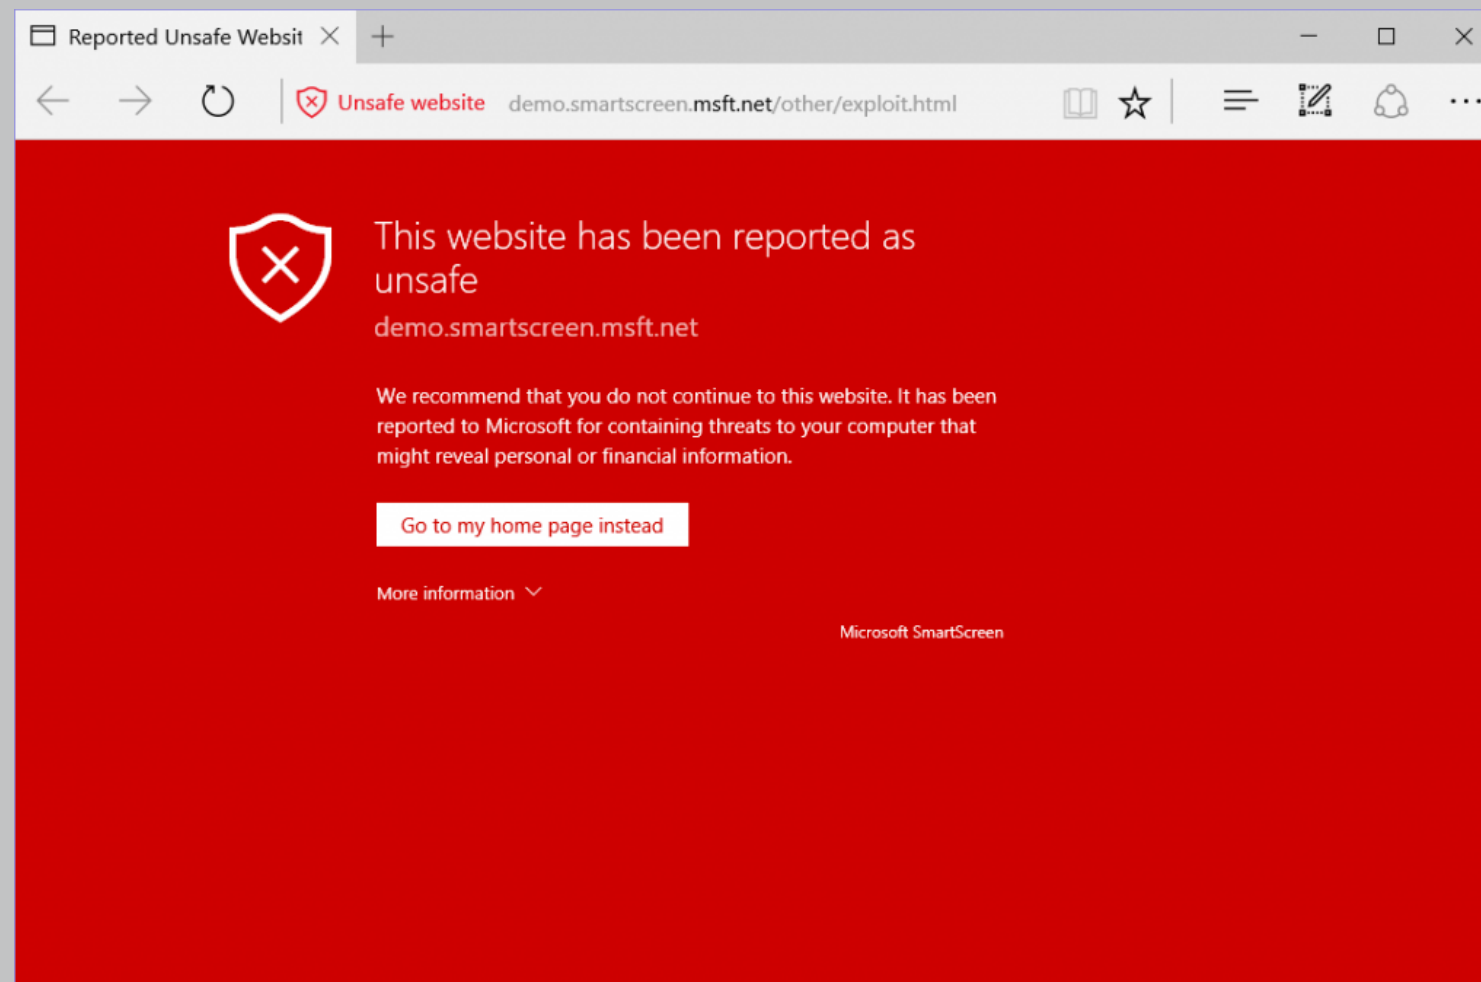 Reported Unsafe Websit
Unsafe website demo.smartscreen.msft.net/other/exploit.html
This website has been reported as
unsafe
demo.smartscreen.msft.net
We recommend that you do not continue to this website. It has been
reported to Microsoft for containing threats to your computer that
might reveal personal or financial information.
Go to my home page instead
More information
Microsoft SmartScreen